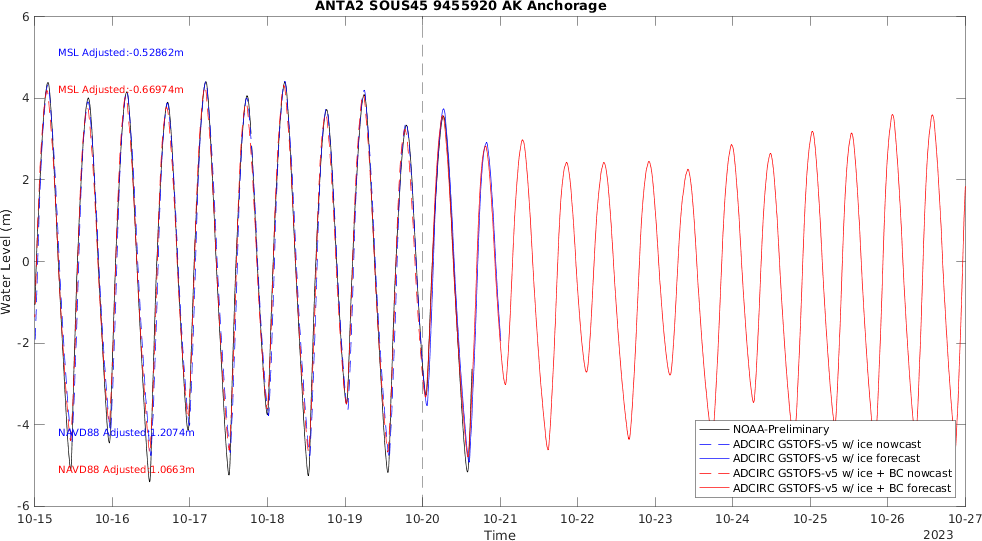 ANTA2 SOUS45 9455920 AK Anchorage
MSL Adjusted:-0.52862m
MSL Adjusted:-0.66974m
NAVD88 Adjusted:1.2074m
NAVD88 Adjusted:1.0663m
Water Level (m)
6
4
2
0
-2
-4
-6
NOAA-Preliminary
ADCIRC GSTOFS-v5 w/ ice nowcast
ADCIRC GSTOFS-v5 w/ ice forecast
ADCIRC GSTOFS-v5 w/ ice + BC nowcast
ADCIRC GSTOFS-v5 w/ ice + BC forecast
10-15 10-16 10-17 10-18 10-19 10-20 10-21 10-22 10-23 10-24 10-25 10-26 10-27
Time
2023